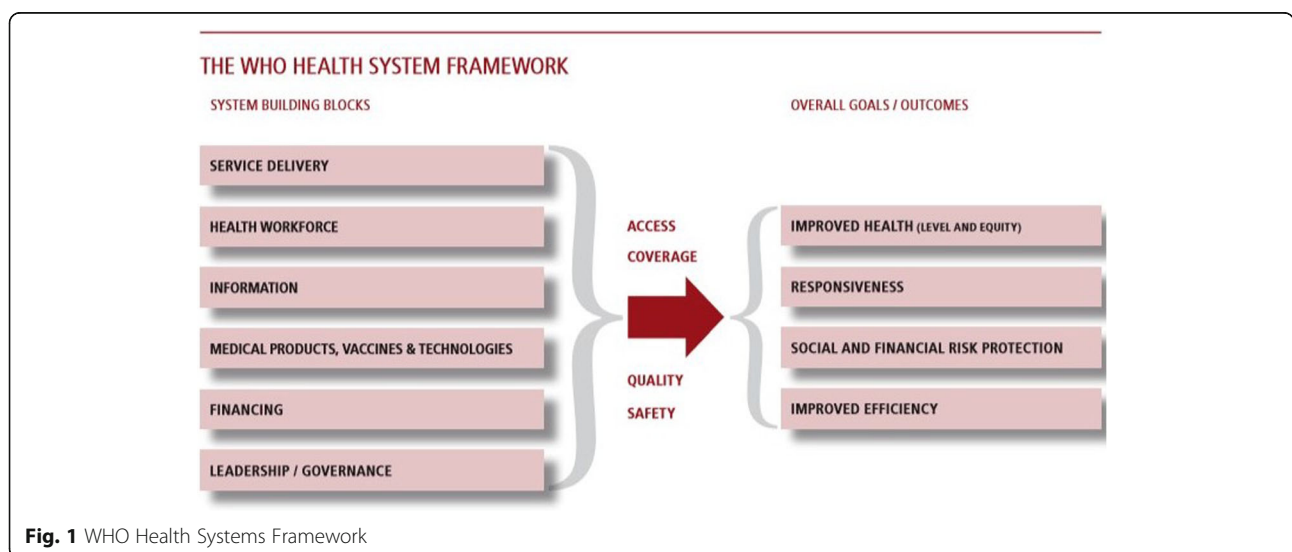 THE WHO HEALTH SYSTEM FRAMEWORK
SYSTEM BUILDING BLOCKS
OVERALL GOALS / OUTCOMES
SERVICE DELIVERY
HEALTH WORKFORCE
INFORMATION
MEDICAL PRODUCTS, VACCINES & TECHNOLOGIES
FINANCING
LEADERSHIP / GOVERNANCE
ACCESS
COVERAGE
QUALITY
SAFETY
IMPROVED HEALTH (LEVEL AND EQUITY)
RESPONSIVENESS
SOCIAL AND FINANCIAL RISK PROTECTION
IMPROVED EFFICIENCY
Fig. 1 WHO Health Systems Framework